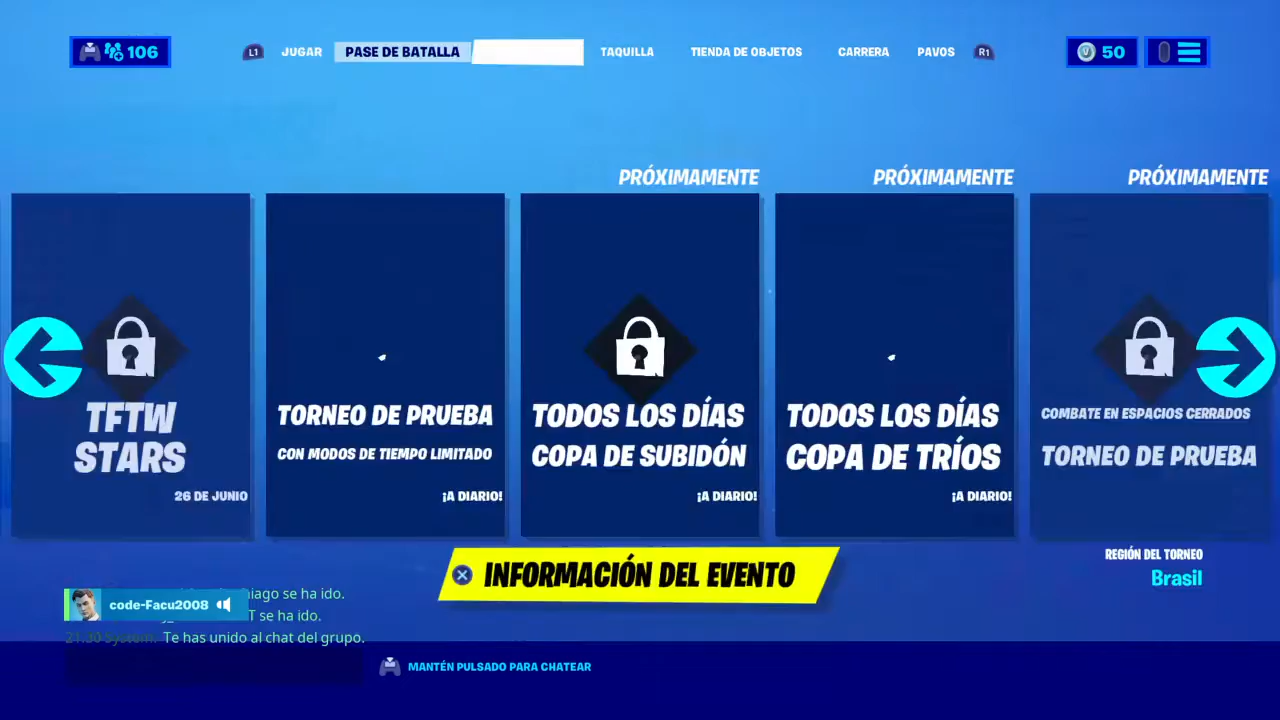 106
L1
JUGAR
PASE DE BATALLA
TAQUILLA
TIENDA DE OBJETOS
CARRERA
PAVOS
R1
50
PRÓXIMAMENTE
PRÓXIMAMENTE
PRÓXIMAMENTE
TFTW
STARS
26 DE JUNIO
TORNEO DE PRUEBA
CON MODOS DE TIEMPO LIMITADO
¡A DIARIO!
TODOS LOS DÍAS
COPA DE SUBIDÓN
¡A DIARIO!
TODOS LOS DÍAS
COPA DE TRÍOS
¡A DIARIO!
COMBATE EN ESPACIOS CERRADOS
TORNEO DE PRUEBA
INFORMACIÓN DEL EVENTO
REGIÓN DEL TORNEO
Brasil
se ha ido.
code-Facu2008
se ha ido.
21:30 System: Te has unido al chat del grupo.
MANTÉN PULSADO PARA CHATEAR